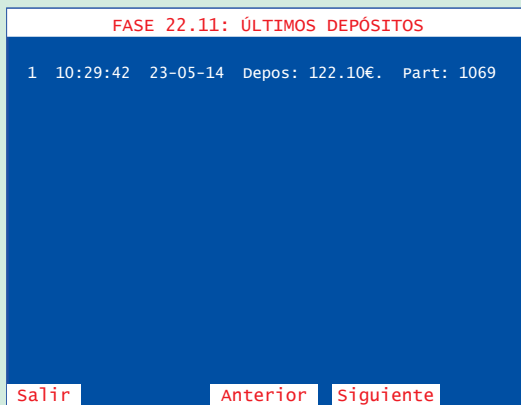 FASE 22.11: ÚLTIMOS DEPÓSITOS
1 10:29:42 23-05-14 Depos: 122.10€. Part: 1069
Salir Anterior Siguiente